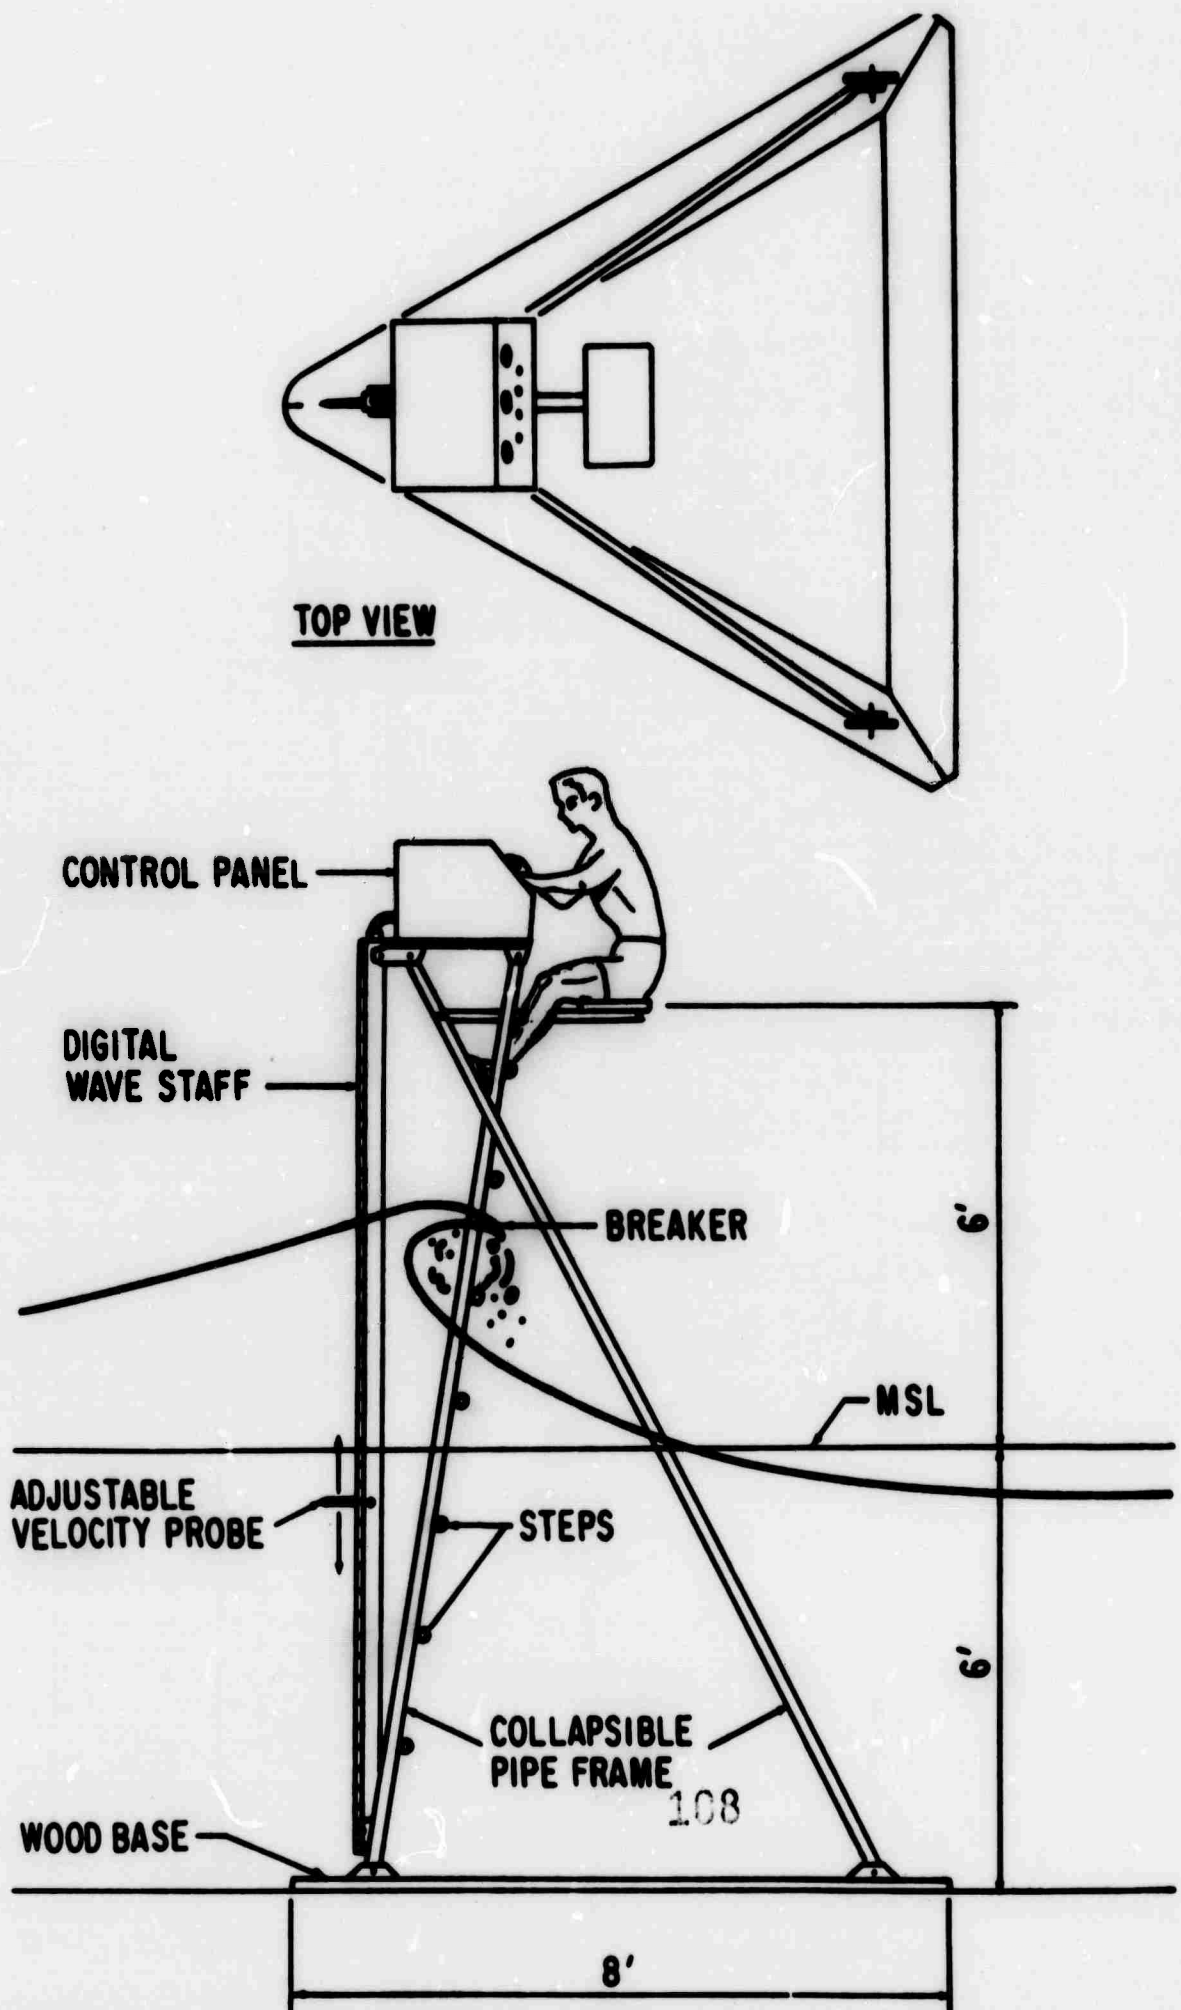 TOP VIEW
CONTROL PANEL
DIGITAL
WAVE STAFF
BREAKER
6'
MSL
ADJUSTABLE
VELOCITY PROBE
STEPS
6'
COLLAPSIBLE
PIPE FRAME
108
WOOD BASE
8'